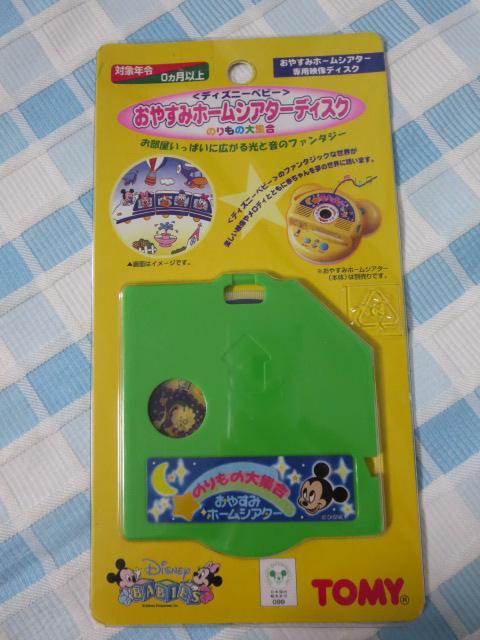 対象年令 0ヵ月以上
おやすみホームシアター
専用映像ディスク
<ディズニーベビー>
おやすみホームシアターディスク
のりもの大集合
お部屋いっぱいに広がる光と音のファンタジー
<ディズニーベビー>のファンタジックな世界が
美しい映像やメロディとともに赤ちゃんを夢の世界に誘います。
▲画面はイメージです。
※おやすみホームシアター
(本体)は別売りです。
のりもの大集合
おやすみ
ホームシアター
©DISNEY
Disney
BABIES
TOMY®
089